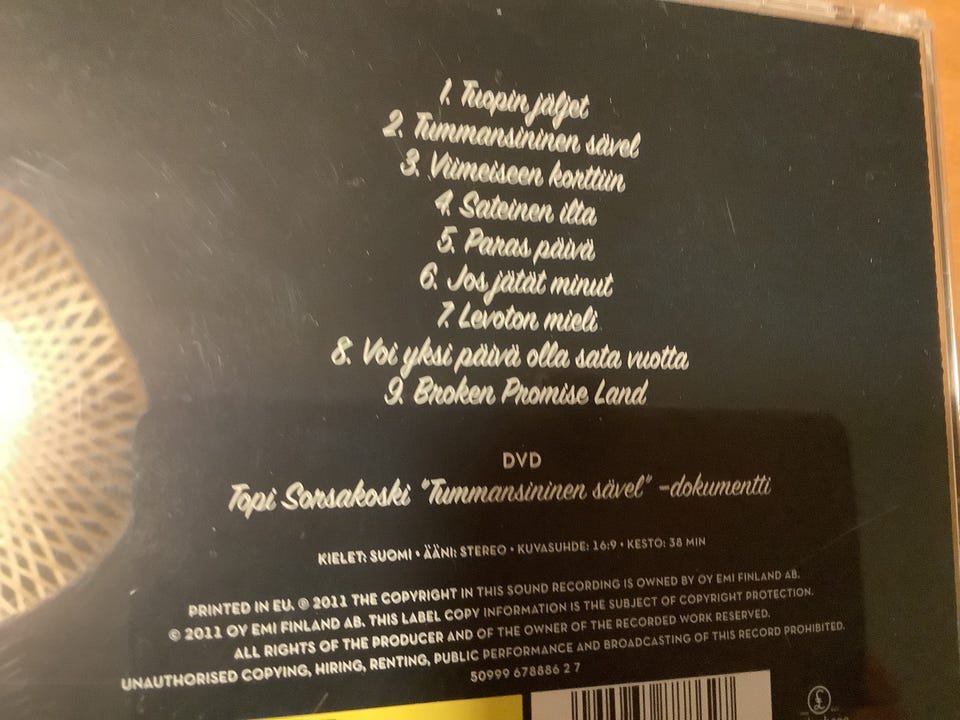 1. Tuopin jäljet
2. Tummansininen sävel
3. Viimeiseen korttiin
4. Sateinen ilta
5. Paras päivä
6. Jos jätät minut
7. Levoton mieli
8. Voi yksi päivä olla sata vuotta
9. Broken Promise Land
DVD
Topi Sorsakoski "Tummansininen sävel" -dokumentti
KIELET: SUOMI • ÄÄNI: STEREO • KUVASUHDE: 16:9 • KESTO: 38 MIN
PRINTED IN EU. ℗ 2011 THE COPYRIGHT IN THIS SOUND RECORDING IS OWNED BY OY EMI FINLAND AB.
© 2011 OY EMI FINLAND AB. THIS LABEL COPY INFORMATION IS THE SUBJECT OF COPYRIGHT PROTECTION.
ALL RIGHTS OF THE PRODUCER AND OF THE OWNER OF THE RECORDED WORK RESERVED.
UNAUTHORISED COPYING, HIRING, RENTING, PUBLIC PERFORMANCE AND BROADCASTING OF THIS RECORD PROHIBITED.
50999 678886 2 7
£